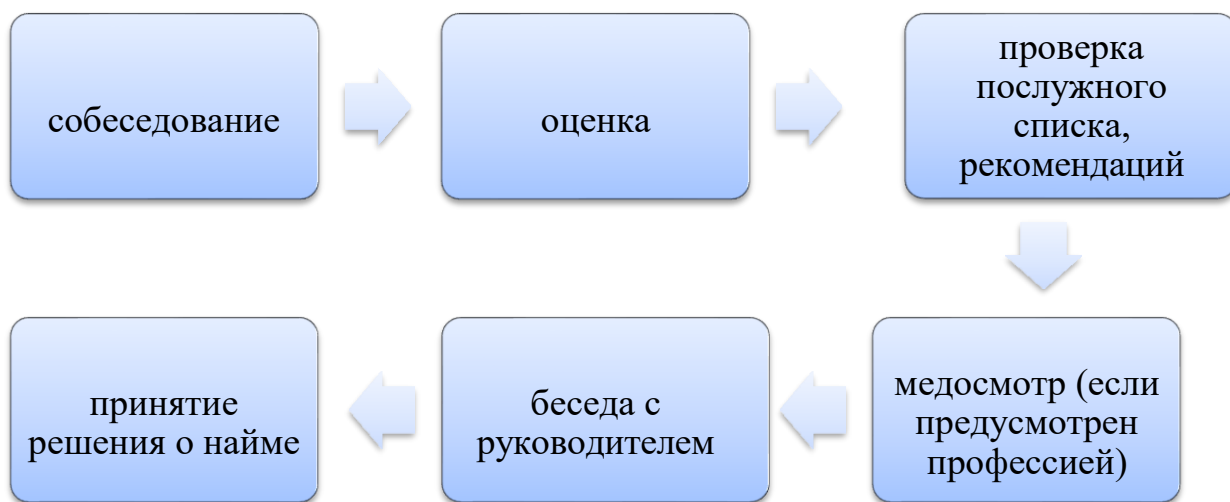 собеседование
оценка
проверка
послужного
списка,
рекомендаций
медосмотр (если
предусмотрен
профессией)
беседа с
руководителем
принятие
решения о найме